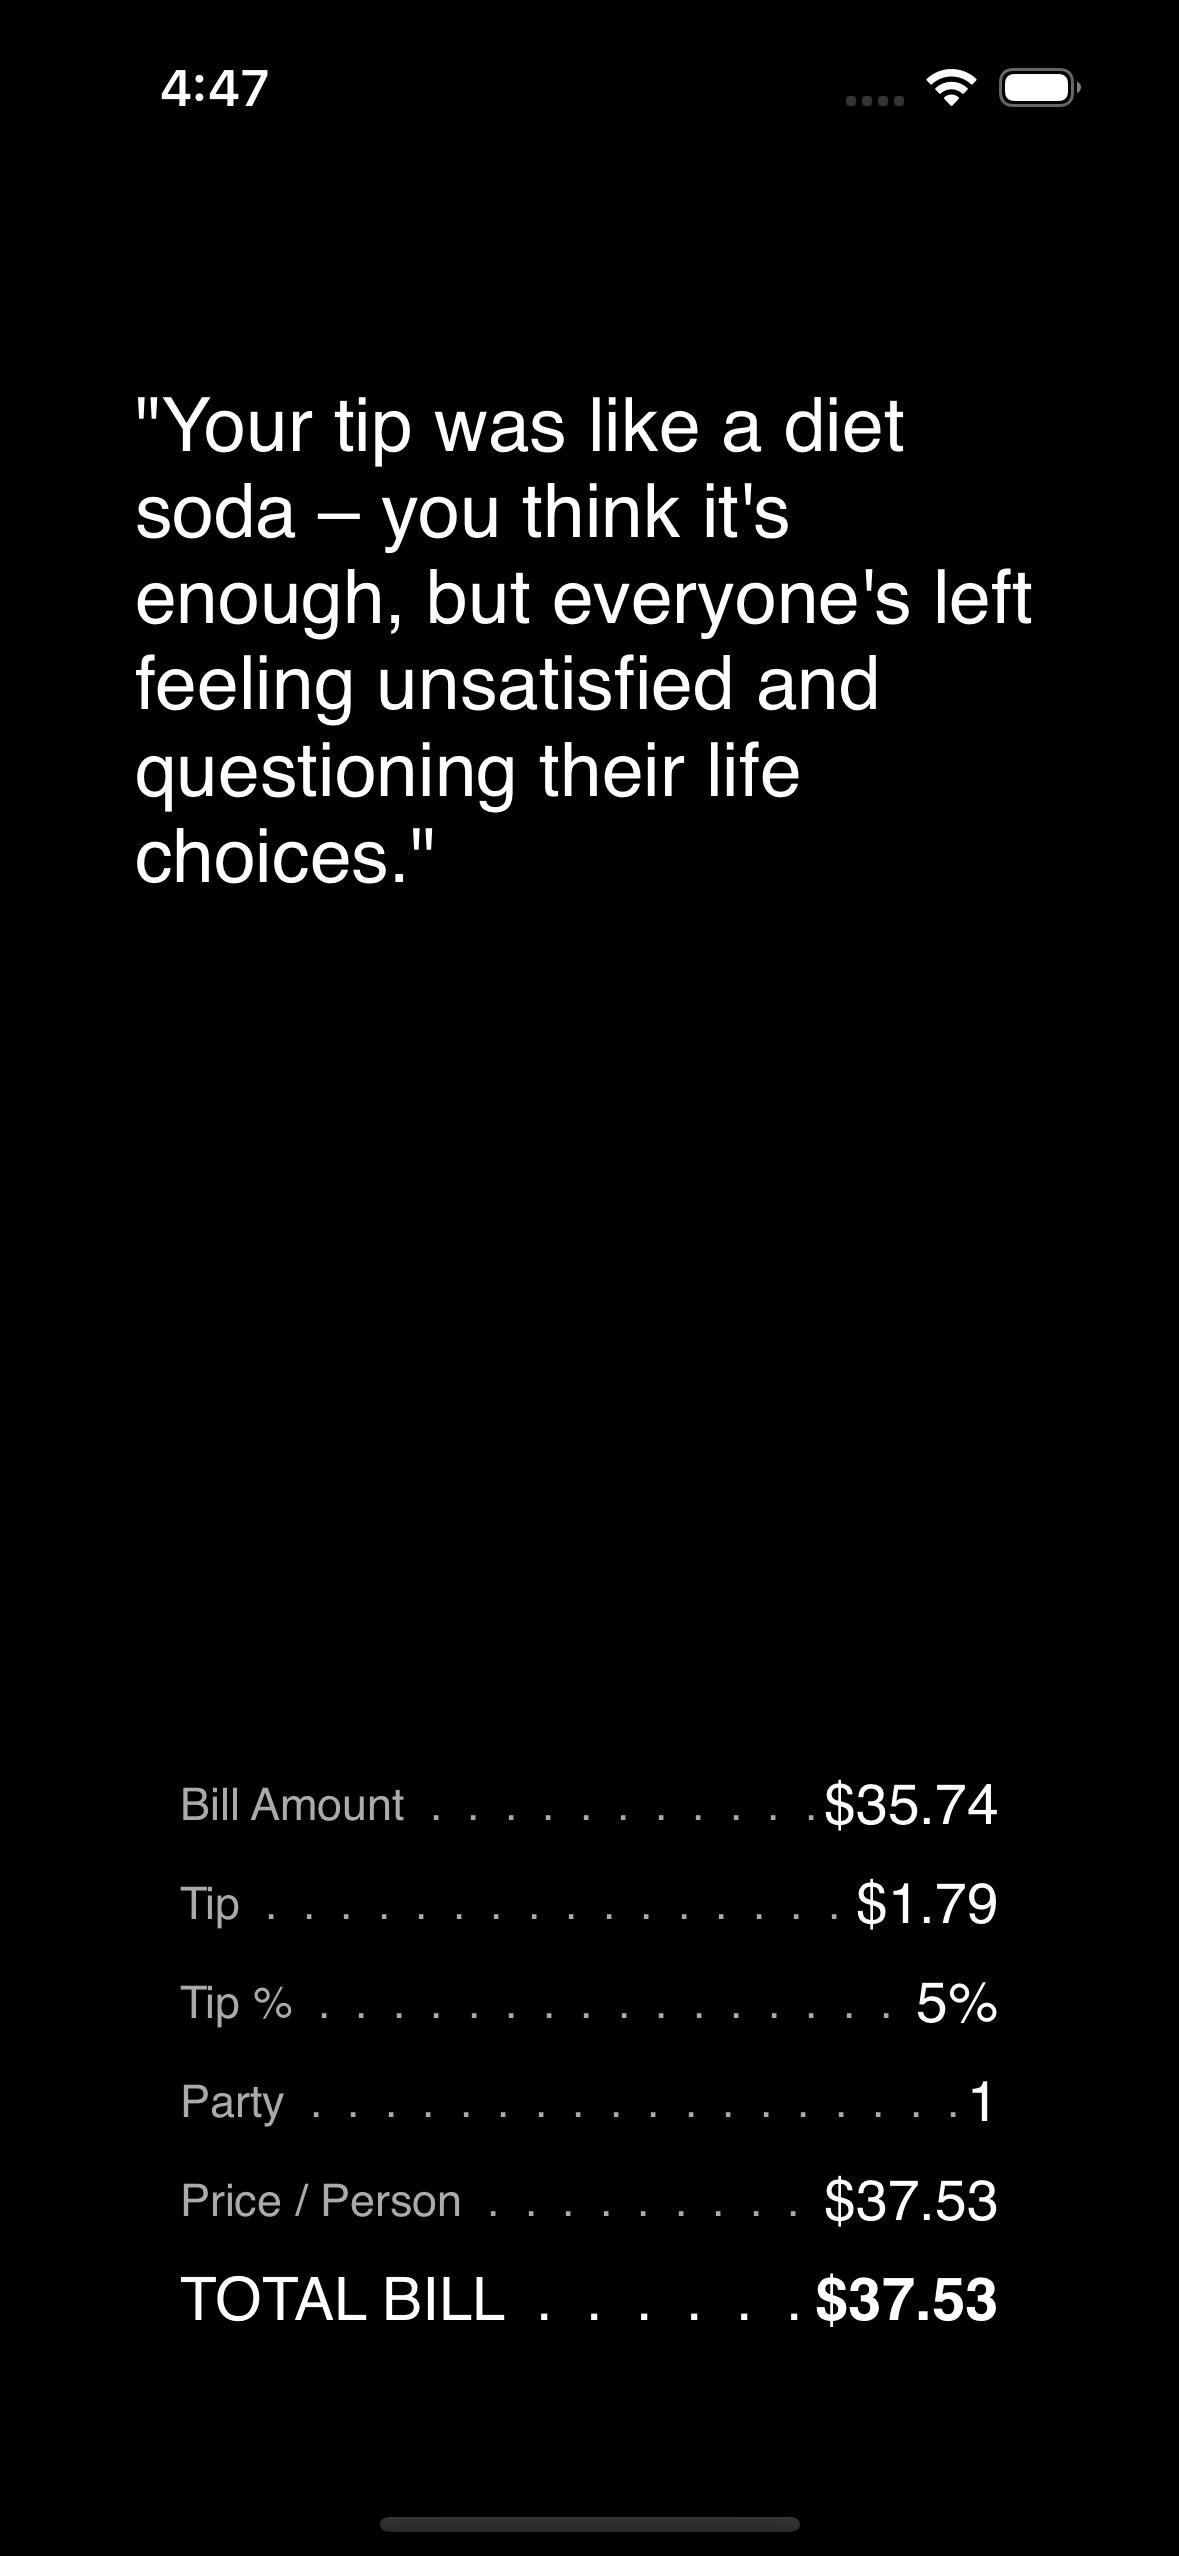 4:47
"Your tip was like a diet
soda – you think it's
enough, but everyone's left
feeling unsatisfied and
questioning their life
choices."
Bill Amount . . . . . . . . . . . $35.74
Tip . . . . . . . . . . . . . . . . $1.79
Tip % . . . . . . . . . . . . . . . . 5%
Party . . . . . . . . . . . . . . . . . . 1
Price / Person . . . . . . . . . $37.53
TOTAL BILL . . . . . . $37.53